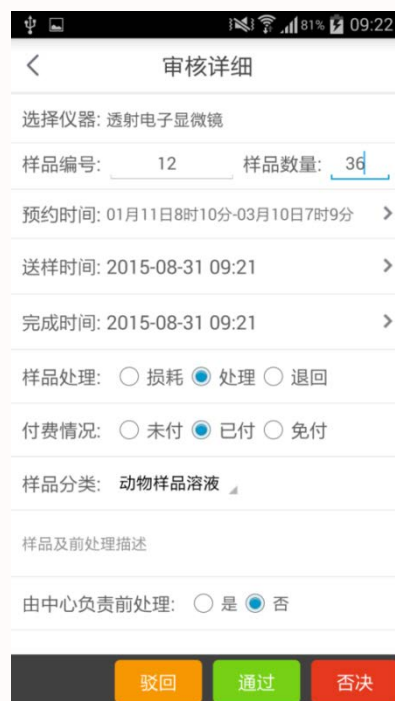 81% 09:22
审核详细
选择仪器: 透射电子显微镜
样品编号: 12 样品数量: 36
预约时间: 01月11日8时10分-03月10日7时9分
送样时间: 2015-08-31 09:21
完成时间: 2015-08-31 09:21
样品处理: 损耗 处理 退回
付费情况: 未付 已付 免付
样品分类: 动物样品溶液
样品及前处理描述
由中心负责前处理: 是 否
驳回 通过 否决